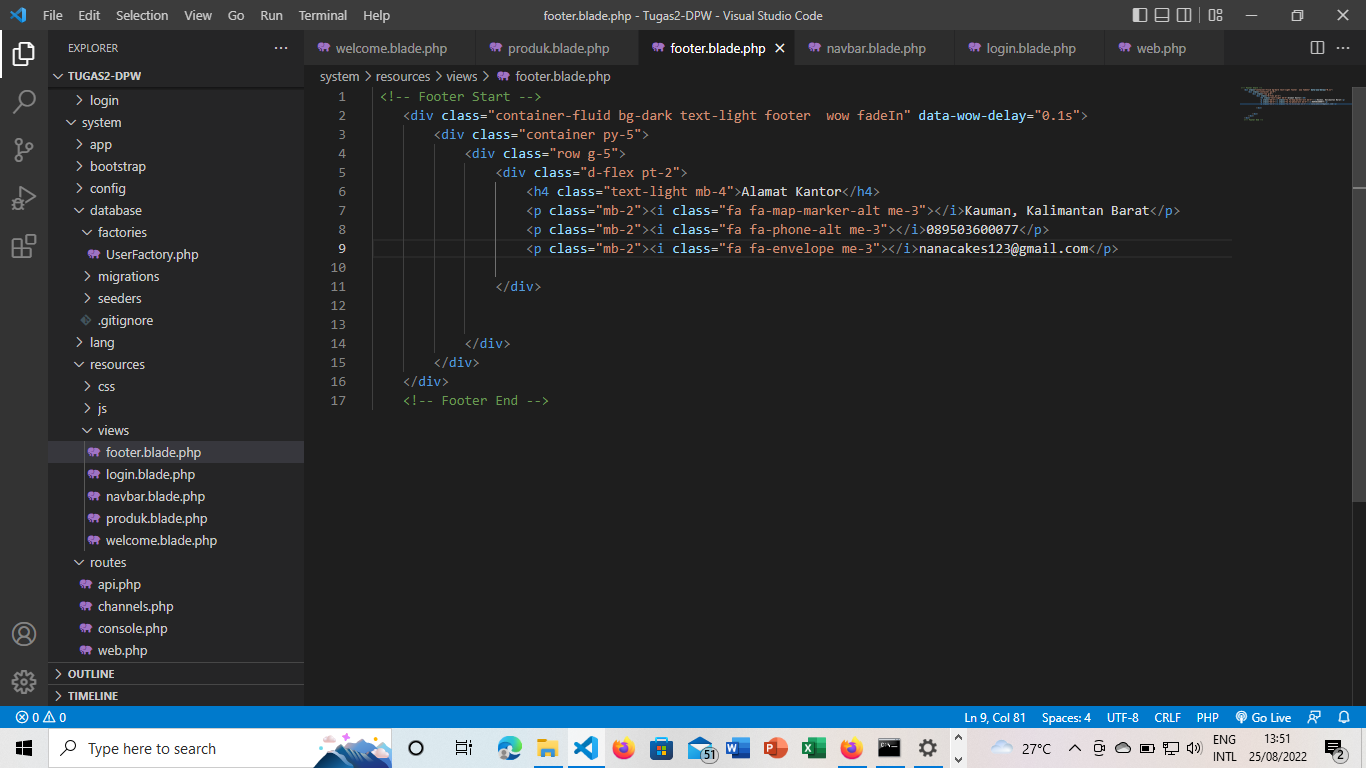 File Edit Selection View Go Run Terminal Help
footer.blade.php - Tugas2-DPW - Visual Studio Code
EXPLORER
TUGAS2-DPW
login
system
app
bootstrap
config
database
factories
UserFactory.php
migrations
seeders
.gitignore
lang
resources
css
js
views
footer.blade.php
login.blade.php
navbar.blade.php
produk.blade.php
welcome.blade.php
routes
api.php
channels.php
console.php
web.php
OUTLINE
TIMELINE
welcome.blade.php produk.blade.php footer.blade.php navbar.blade.php login.blade.php web.php
system > resources > views > footer.blade.php
1 <!-- Footer Start -->
2 <div class="container-fluid bg-dark text-light footer  wow fadeIn" data-wow-delay="0.1s">
3 <div class="container py-5">
4 <div class="row g-5">
5 <div class="d-flex pt-2">
6 <h4 class="text-light mb-4">Alamat Kantor</h4>
7 <p class="mb-2"><i class="fa fa-map-marker-alt me-3"></i>Kauman, Kalimantan Barat</p>
8 <p class="mb-2"><i class="fa fa-phone-alt me-3"></i>089503600077</p>
9 <p class="mb-2"><i class="fa fa-envelope me-3"></i>nanacakes123@gmail.com</p>
10
11 </div>
12
13
14 </div>
15 </div>
16 </div>
17 <!-- Footer End -->
0 0
Ln 9, Col 81 Spaces: 4 UTF-8 CRLF PHP Go Live
Type here to search
51
27°C
ENG
INTL
13:51
25/08/2022
2